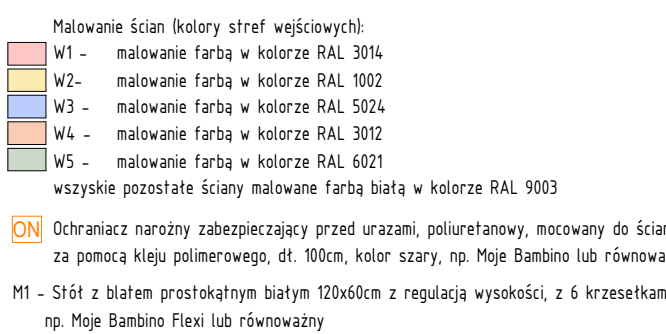 Malowanie ścian (kolory stref wejściowych):
W1 - malowanie farbą w kolorze RAL 3014
W2- malowanie farbą w kolorze RAL 1002
W3 - malowanie farbą w kolorze RAL 5024
W4 - malowanie farbą w kolorze RAL 3012
W5 - malowanie farbą w kolorze RAL 6021
wszyskie pozostałe ściany malowane farbą białą w kolorze RAL 9003
ON Ochraniacz narożny zabezpieczający przed urazami, poliuretanowy, mocowany do ścian
za pomocą kleju polimerowego, dł. 100cm, kolor szary, np. Moje Bambino lub równowa
M1 - Stół z blatem prostokątnym białym 120x60cm z regulacją wysokości, z 6 krzesełkam
np. Moje Bambino Flexi lub równoważny